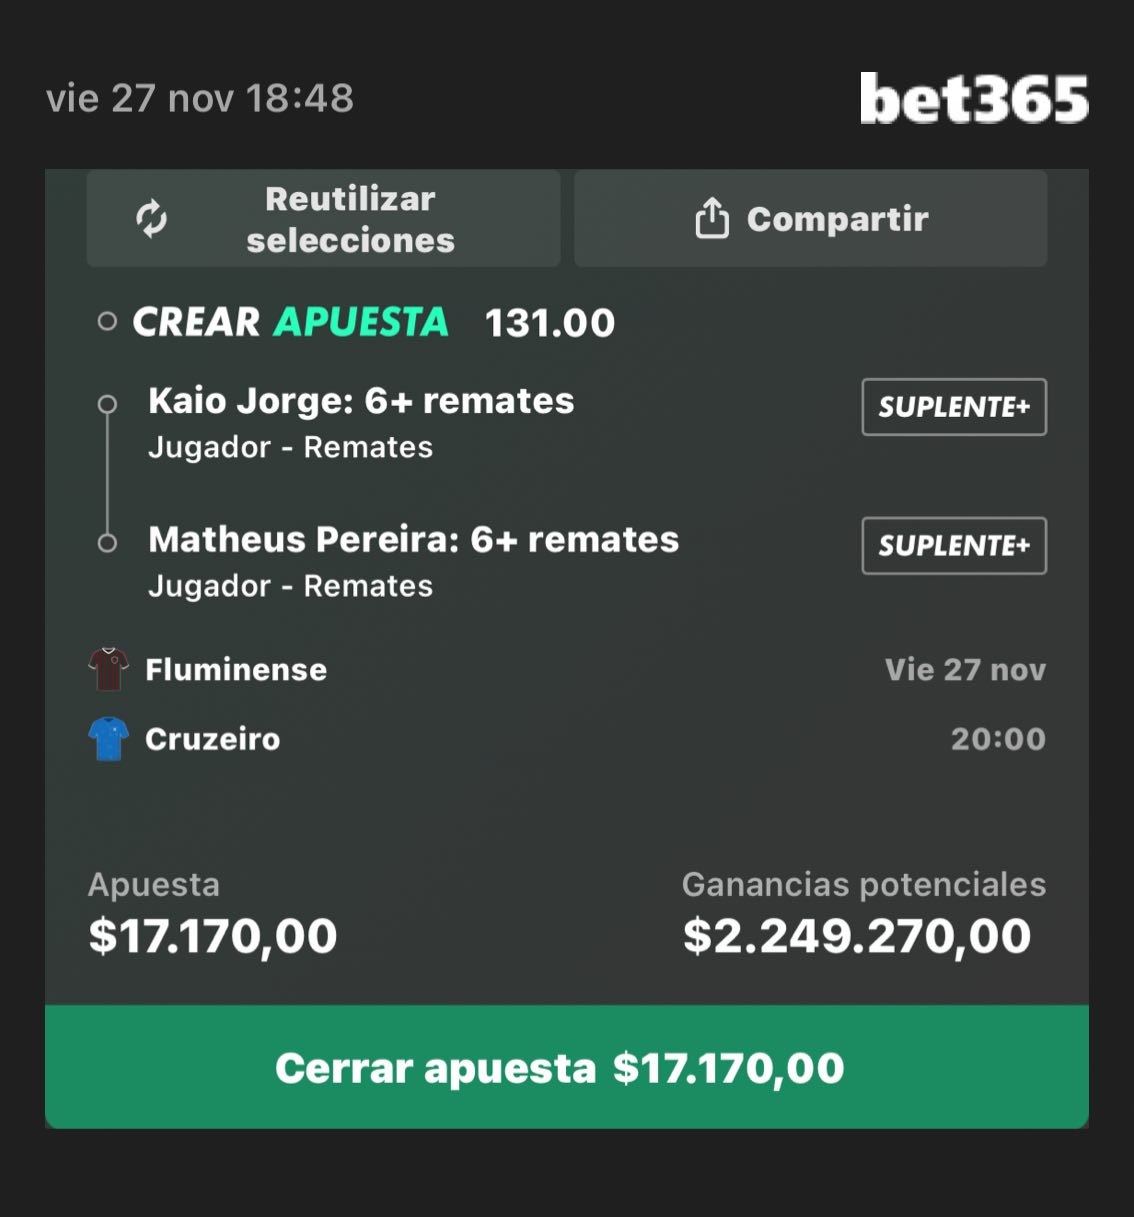 vie 27 nov 18:48
bet365
Reutilizar
selecciones
Compartir
CREAR APUESTA 131.00
Kaio Jorge: 6+ remates
SUPLENTE+
Jugador - Remates
Matheus Pereira: 6+ remates
SUPLENTE+
Jugador - Remates
Fluminense
Vie 27 nov
Cruzeiro
20:00
Apuesta
Ganancias potenciales
$17.170,00
$2.249.270,00
Cerrar apuesta $17.170,00